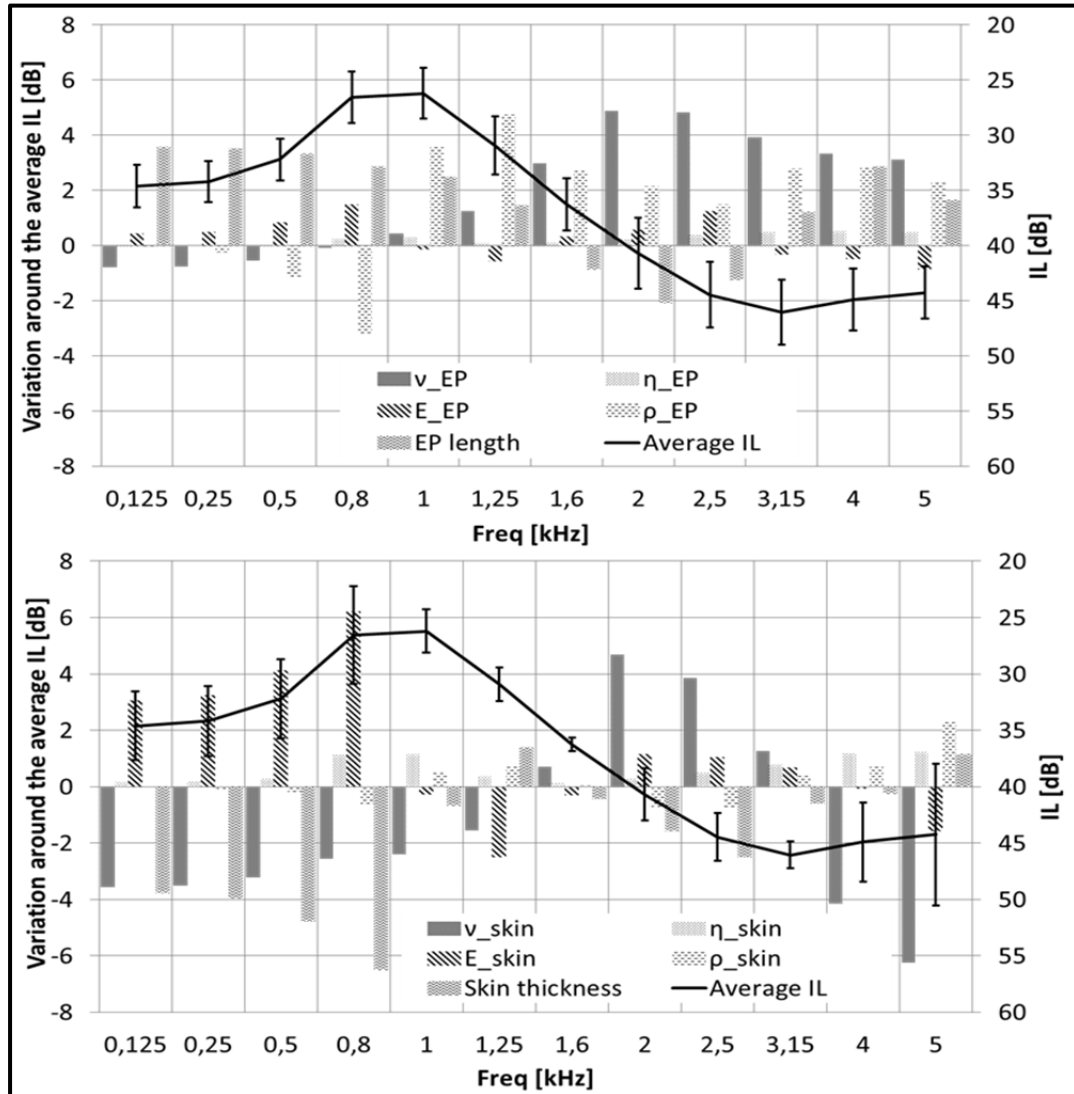 Variation around the average IL [dB]
8
6
4
2
0
-2
-4
-6
-8
20
25
30
35
40
45
50
55
60
IL [dB]
ν_EP η_EP
E_EP ρ_EP
EP length Average IL
0,125 0,25 0,5 0,8 1 1,25 1,6 2 2,5 3,15 4 5
Freq [kHz]
Variation around the average IL [dB]
8
6
4
2
0
-2
-4
-6
-8
20
25
30
35
40
45
50
55
60
IL [dB]
ν_skin η_skin
E_skin ρ_skin
Skin thickness Average IL
0,125 0,25 0,5 0,8 1 1,25 1,6 2 2,5 3,15 4 5
Freq [kHz]